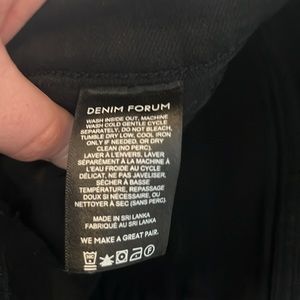 DENIM FORUM
WASH INSIDE OUT, MACHINE
WASH COLD GENTLE CYCLE
SEPARATELY, DO NOT BLEACH,
TUMBLE DRY LOW, COOL IRON
ONLY IF NEEDED, OR DRY
CLEAN (NO PERC).
LAVER À L'ENVERS, LAVER
SÉPARÉMENT À LA MACHINE À
L'EAU FROIDE AU CYCLE
DÉLICAT, NE PAS JAVELISER,
SÉCHER À BASSE
TEMPÉRATURE, REPASSAGE
DOUX SI NÉCESSAIRE, OU
NETTOYER À SEC (SANS PERC).
MADE IN SRI LANKA
FABRIQUÉ AU SRI LANKA
WE MAKE A GREAT PAIR.